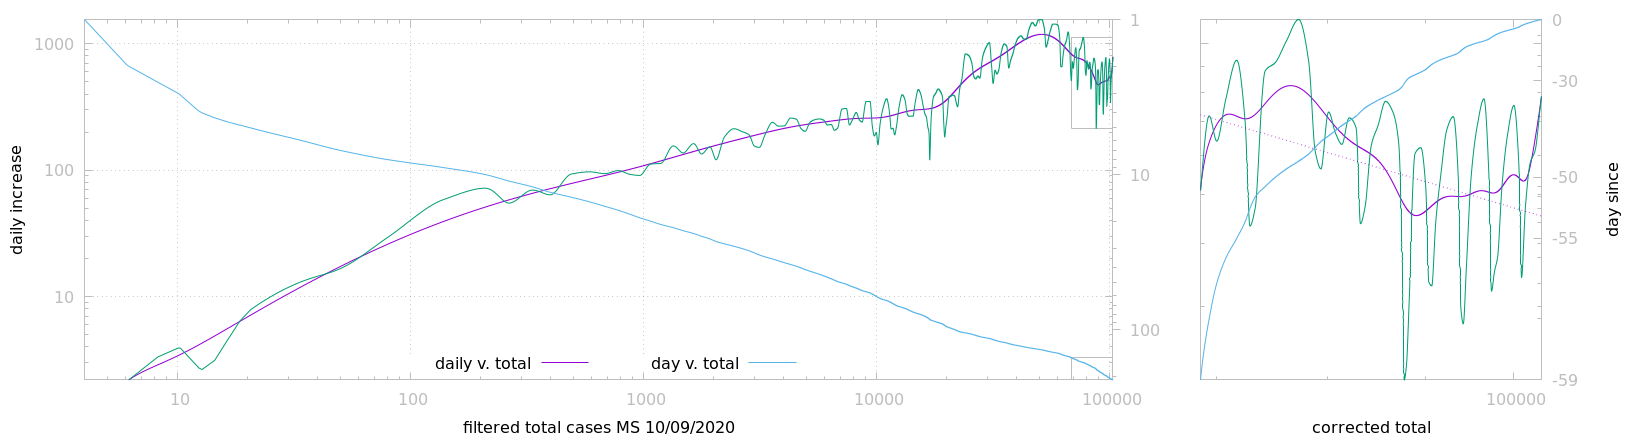 1000
100
10
daily increase
10
100
1000
10000
100000
filtered total cases MS 10/09/2020
daily v. total
day v. total
1
10
100
0
-30
-50
-55
-59
day since
100000
corrected total